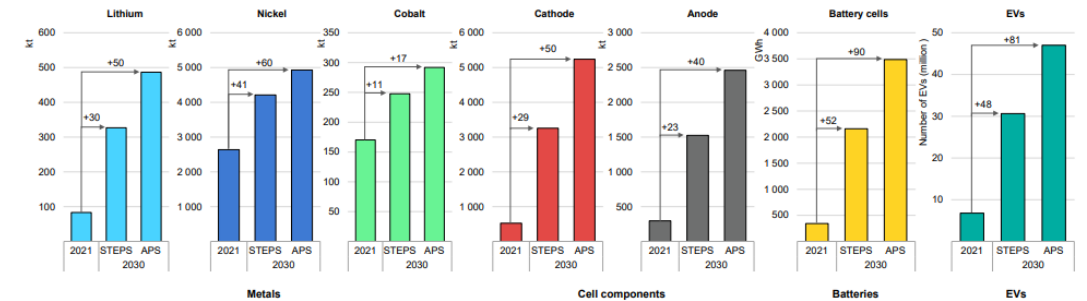 Lithium
kt
600
500
400
300
200
100
+50
+30
2021 STEPS APS
2030
Nickel
kt
6 000
5 000
4 000
3 000
2 000
1 000
+60
+41
2021 STEPS APS
2030
Cobalt
kt
350
300
250
200
150
100
50
+17
+11
2021 STEPS APS
2030
Cathode
kt
6 000
5 000
4 000
3 000
2 000
1 000
+50
+29
2021 STEPS APS
2030
Anode
kt
3 000
2 500
2 000
1 500
1 000
500
+40
+23
2021 STEPS APS
2030
Battery cells
GWh
4 000
3 500
3 000
2 500
2 000
1 500
1 000
500
+90
+52
2021 STEPS APS
2030
EVs
Number of EVs (million )
50
40
30
20
10
+81
+48
2021 STEPS APS
2030
Metals
Cell components
Batteries
EVs